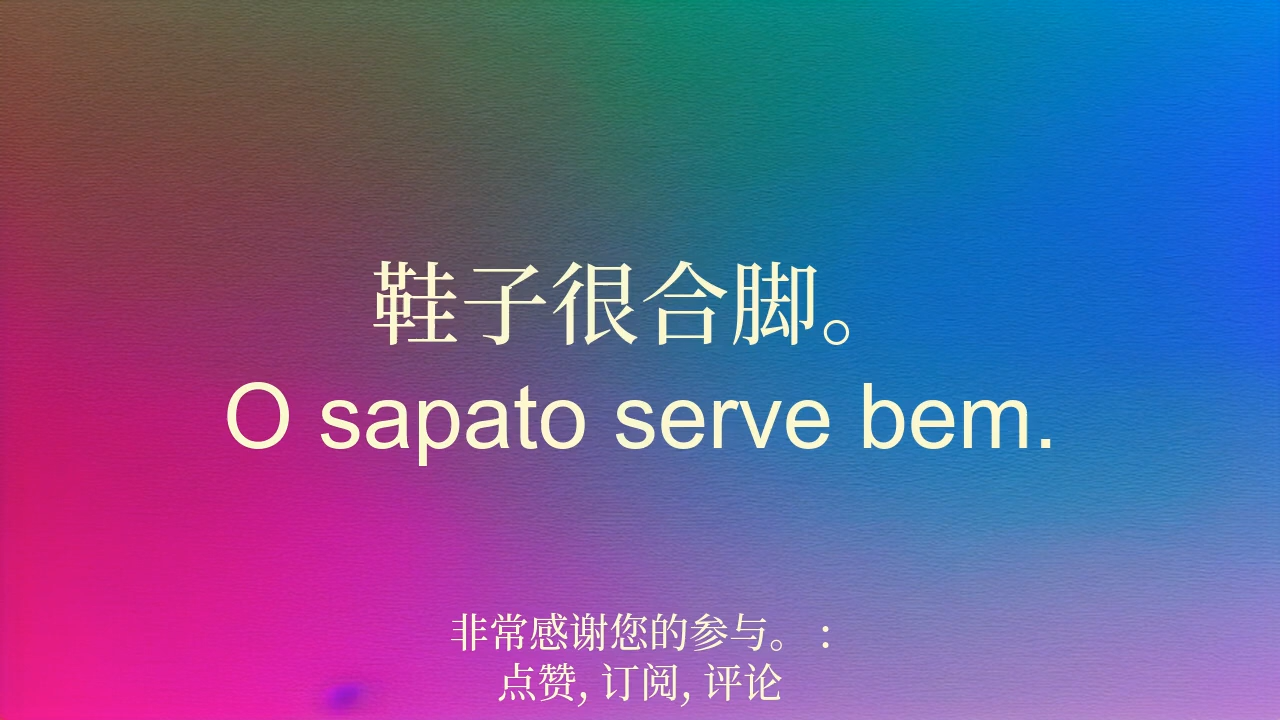 鞋子很合脚。
O sapato serve bem.
非常感谢您的参与。 :
点赞, 订阅, 评论